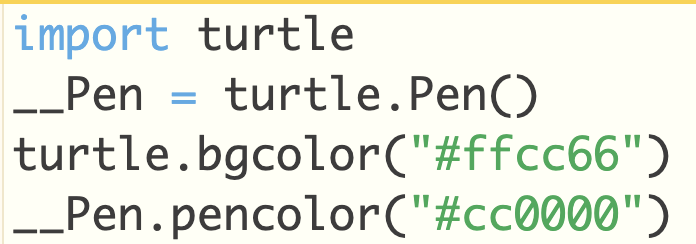 import turtle
__Pen = turtle.Pen()
turtle.bgcolor("#ffcc66")
__Pen.pencolor("#cc0000")